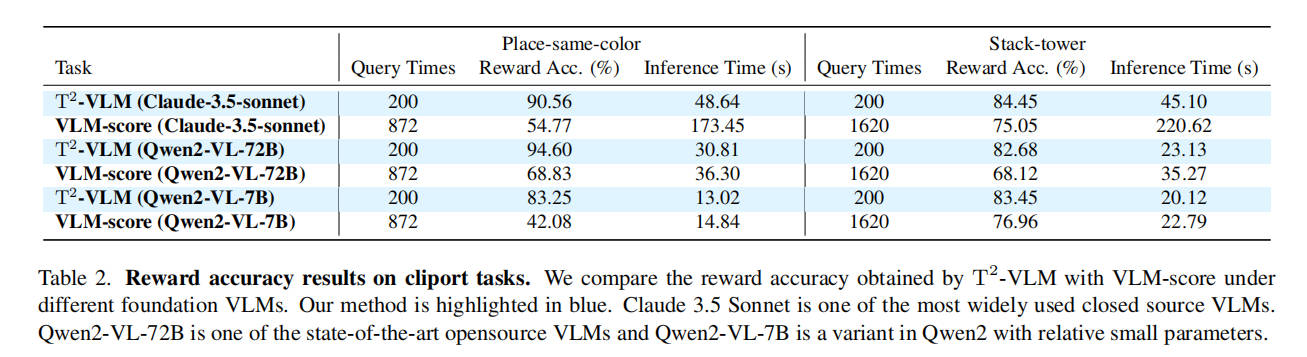 Place-same-color Stack-tower
Task Query Times Reward Acc. (%) Inference Time (s) Query Times Reward Acc. (%) Inference Time (s)
T²-VLM (Claude-3.5-sonnet) 200 90.56 48.64 200 84.45 45.10
VLM-score (Claude-3.5-sonnet) 872 54.77 173.45 1620 75.05 220.62
T²-VLM (Qwen2-VL-72B) 200 94.60 30.81 200 82.68 23.13
VLM-score (Qwen2-VL-72B) 872 68.83 36.30 1620 68.12 35.27
T²-VLM (Qwen2-VL-7B) 200 83.25 13.02 200 83.45 20.12
VLM-score (Qwen2-VL-7B) 872 42.08 14.84 1620 76.96 22.79
Table 2. Reward accuracy results on cliport tasks. We compare the reward accuracy obtained by T²-VLM with VLM-score under
different foundation VLMs. Our method is highlighted in blue. Claude 3.5 Sonnet is one of the most widely used closed source VLMs.
Qwen2-VL-72B is one of the state-of-the-art opensource VLMs and Qwen2-VL-7B is a variant in Qwen2 with relative small parameters.